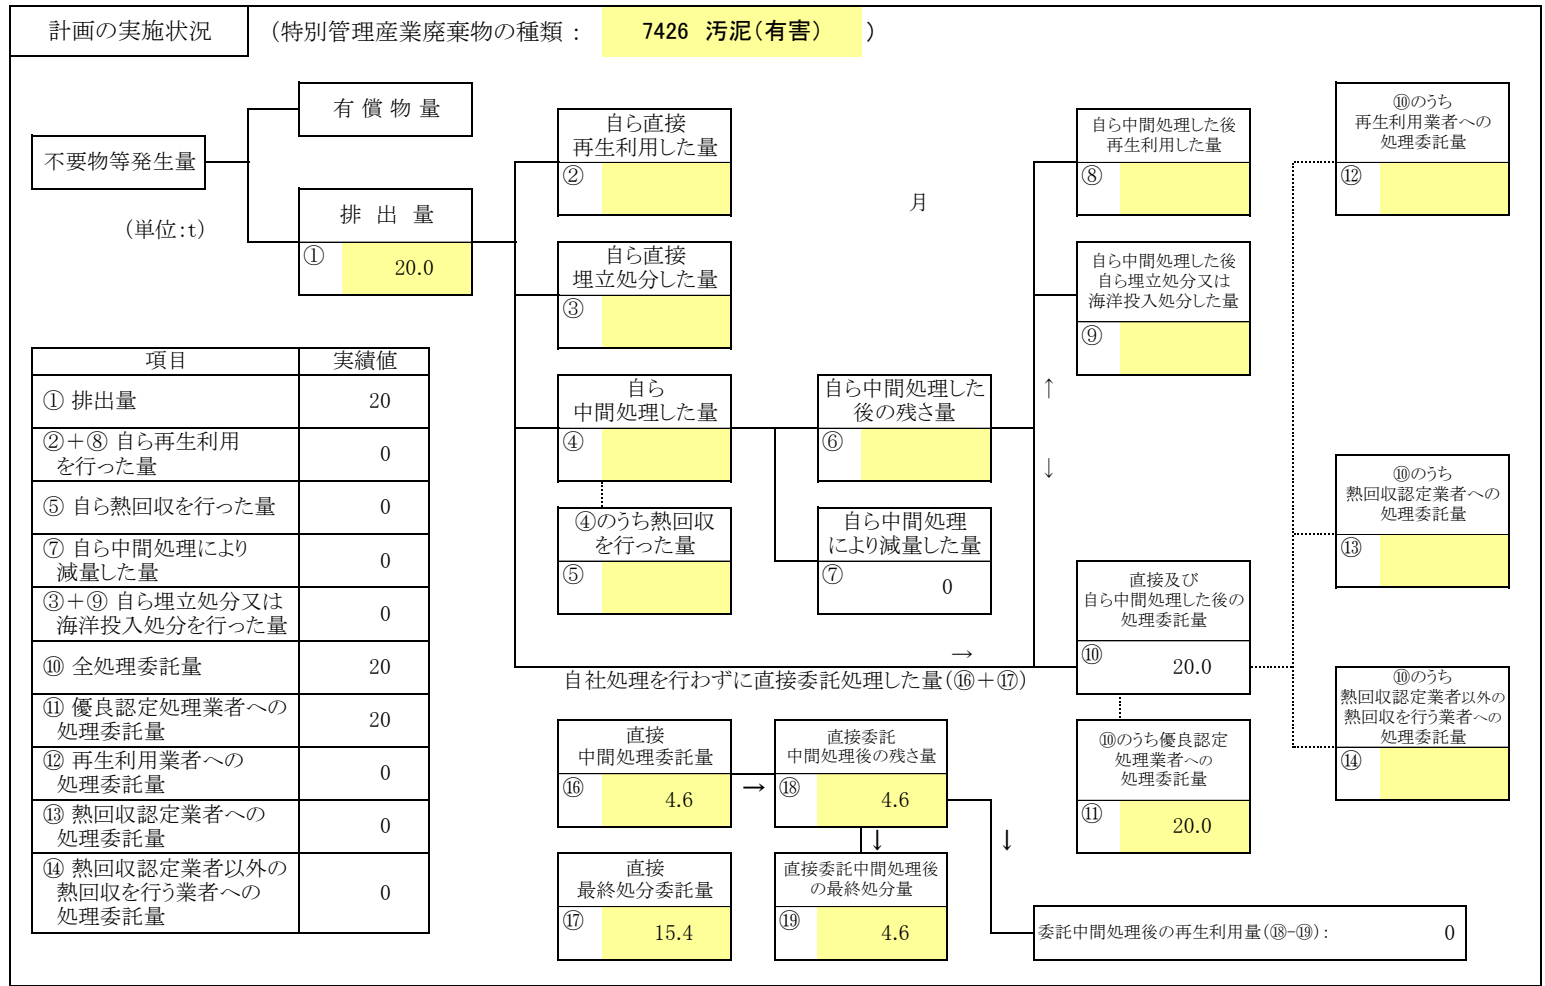 計画の実施状況
(特別管理産業廃棄物の種類： 7426 汚泥(有害) )
不要物等発生量
(単位:t)
有 償 物 量
排 出 量
① 20.0
自ら直接
再生利用した量
②
自ら直接
埋立処分した量
③
自ら
中間処理した量
④
④のうち熱回収
を行った量
⑤
月
自ら中間処理した
後の残さ量
⑥
自ら中間処理
により減量した量
⑦ 0
自ら中間処理した後
再生利用した量
⑧
自ら中間処理した後
自ら埋立処分又は
海洋投入処分した量
⑨
↑
↓
直接及び
自ら中間処理した後の
処理委託量
⑩ 20.0
→
自社処理を行わずに直接委託処理した量(⑯＋⑰)
⑩のうち優良認定
処理業者への
処理委託量
⑪ 20.0
⑩のうち
再生利用業者への
処理委託量
⑫
⑩のうち
熱回収認定業者への
処理委託量
⑬
⑩のうち
熱回収認定業者以外の
熱回収を行う業者への
処理委託量
⑭
直接
中間処理委託量
⑯ 4.6
→
直接委託
中間処理後の残さ量
⑱ 4.6
↓
↓
直接
最終処分委託量
⑰ 15.4
直接委託中間処理後
の最終処分量
⑲ 4.6
委託中間処理後の再生利用量(⑱-⑲)： 0
項目 実績値
① 排出量 20
②＋⑧ 自ら再生利用
を行った量 0
⑤ 自ら熱回収を行った量 0
⑦ 自ら中間処理により
減量した量 0
③＋⑨ 自ら埋立処分又は
海洋投入処分を行った量 0
⑩ 全処理委託量 20
⑪ 優良認定処理業者への
処理委託量 20
⑫ 再生利用業者への
処理委託量 0
⑬ 熱回収認定業者への
処理委託量 0
⑭ 熱回収認定業者以外の
熱回収を行う業者への
処理委託量 0